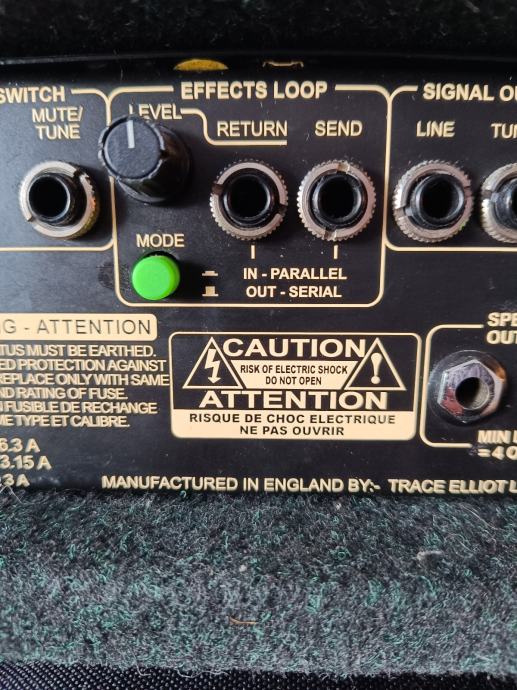 SWITCH
MUTE/
TUNE
EFFECTS LOOP
LEVEL
RETURN
SEND
MODE
IN - PARALLEL
OUT - SERIAL
SIGNAL
LINE
ATTENTION
MUST BE EARTHED.
PROTECTION AGAINST
REPLACE ONLY WITH SAME
RATING OF FUSE.
FUSIBLE DE RECHANGE
TYPE ET CALIBRE.
6.3 A
3.15 A
CAUTION
RISK OF ELECTRIC SHOCK
DO NOT OPEN
ATTENTION
RISQUE DE CHOC ELECTRIQUE
NE PAS OUVRIR
MIN
MANUFACTURED IN ENGLAND BY:- TRACE ELLIOT